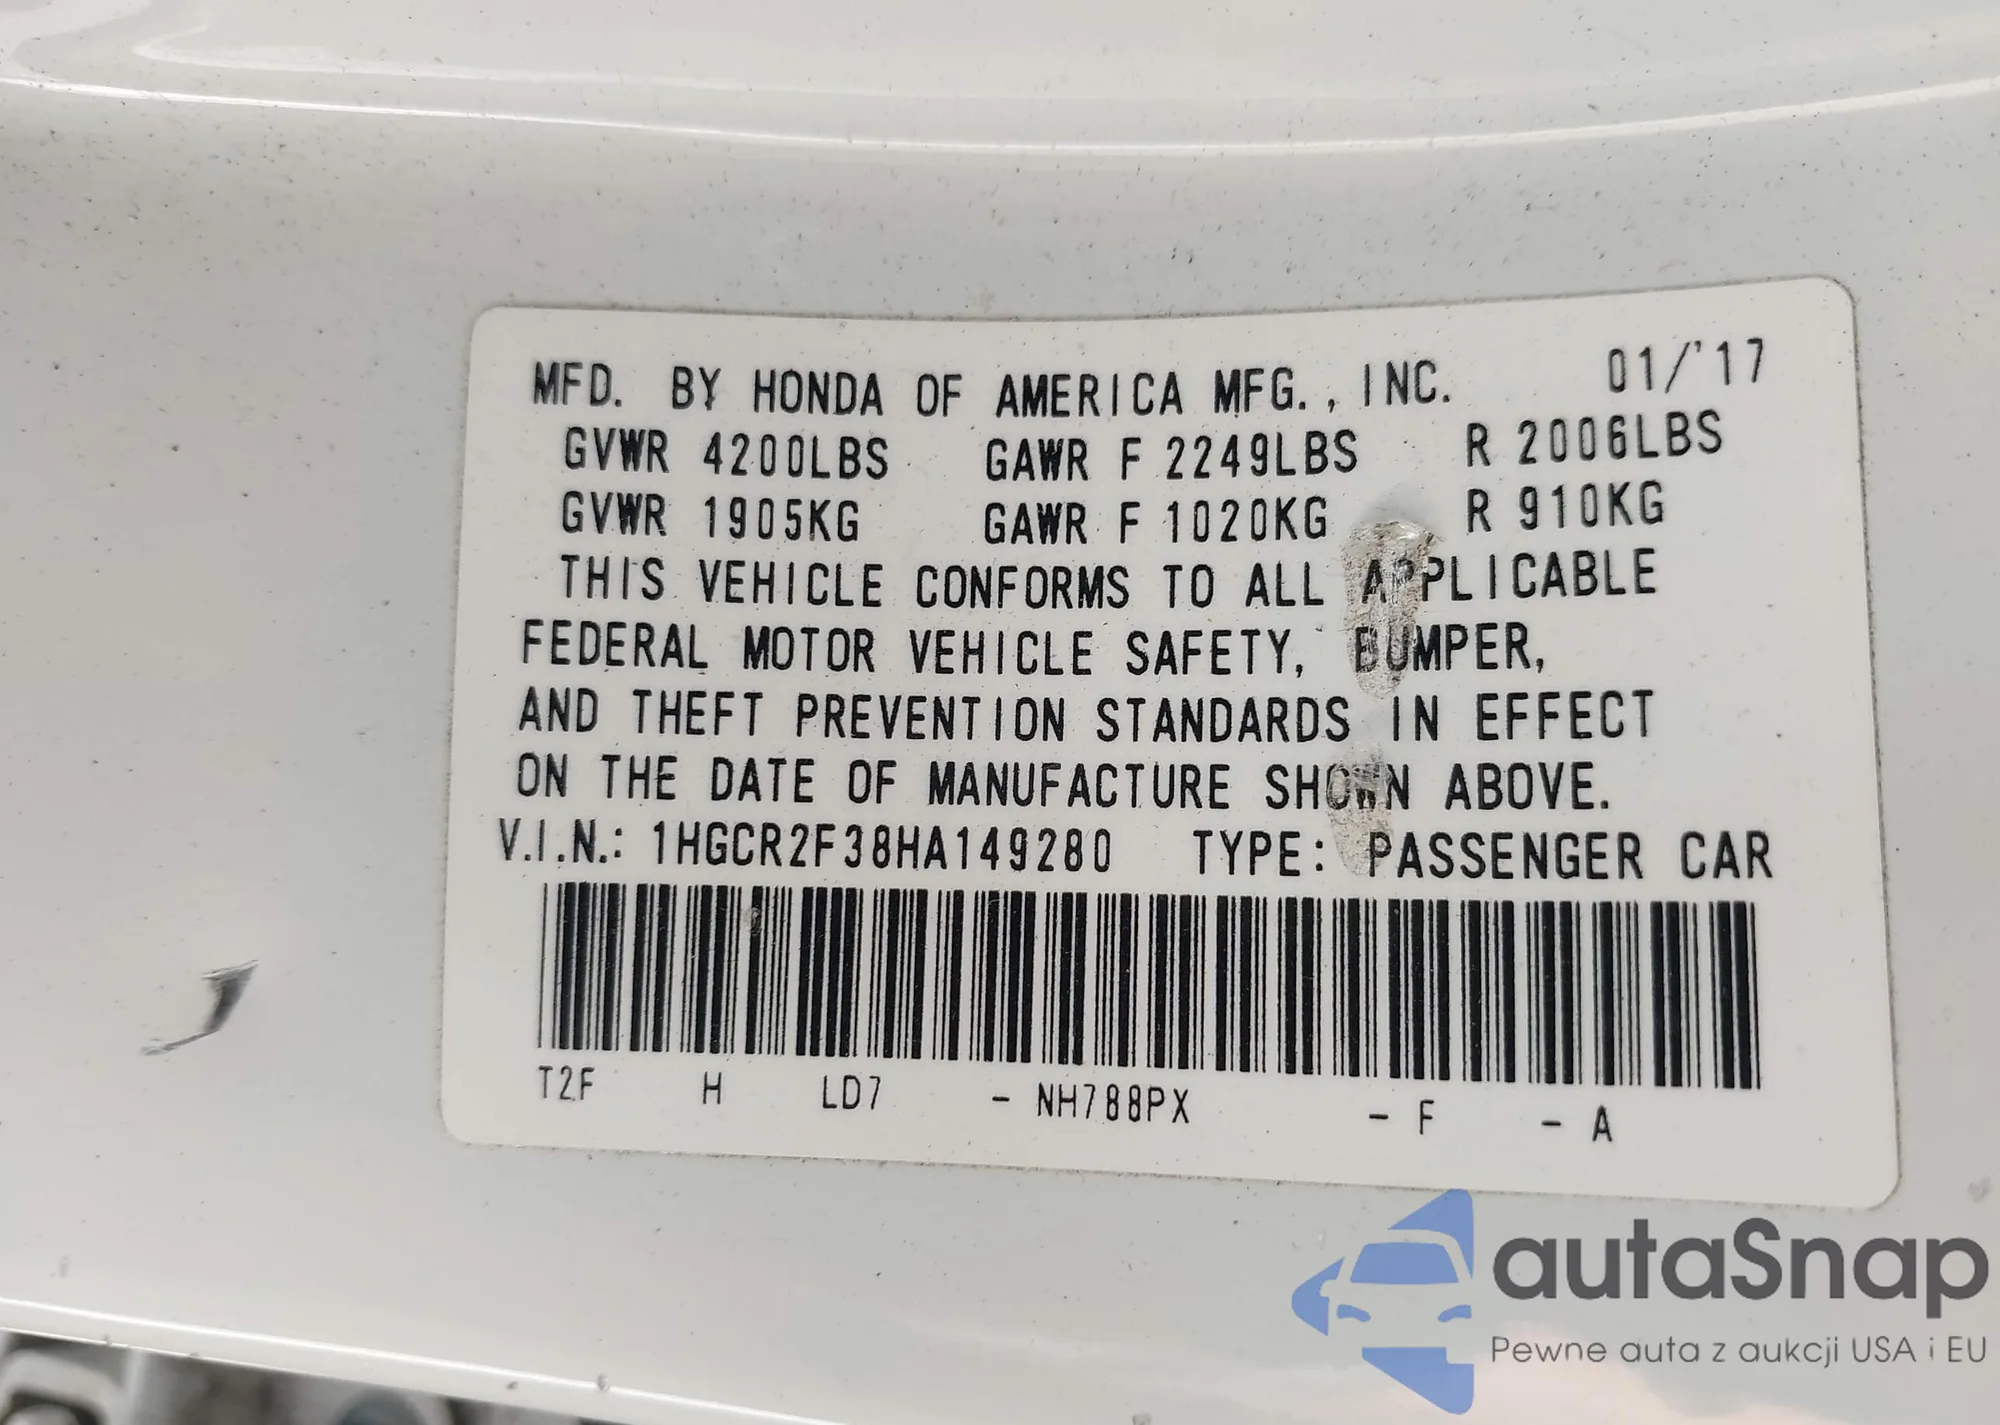 MFD. BY HONDA OF AMERICA MFG., INC. 01/'17
GVWR 4200LBS GAWR F 2249LBS R 2006LBS
GVWR 1905KG GAWR F 1020KG R 910KG
THIS VEHICLE CONFORMS TO ALL APPLICABLE
FEDERAL MOTOR VEHICLE SAFETY, BUMPER,
AND THEFT PREVENTION STANDARDS IN EFFECT
ON THE DATE OF MANUFACTURE SHOWN ABOVE.
V.I.N.: 1HGCR2F38HA149280 TYPE: PASSENGER CAR
T2F H LD7 - NH788PX - F - A
autaSnap
Pewne auta z aukcji USA i EU